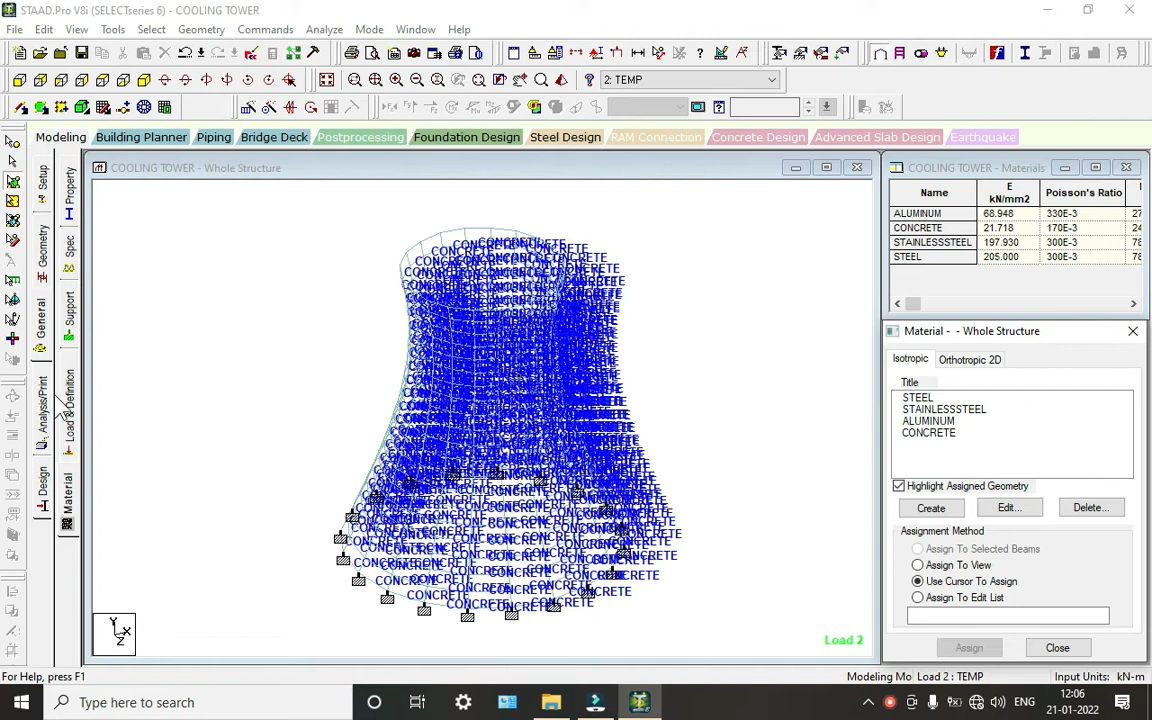 STAAD.Pro V8i (SELECTseries 6) - COOLING TOWER
File Edit View Tools Select Geometry Commands Analyze Mode Window Help
2: TEMP
Modeling Building Planner Piping Bridge Deck Postprocessing Foundation Design Steel Design RAM Connection Concrete Design Advanced Slab Design Earthquake
Setup
Geometry
General
Analysis/Print
Design
Property
Spec
Support
Load & Definition
Material
COOLING TOWER - Whole Structure
CONCRETE
Y
X
Z
Load 2
COOLING TOWER - Materials
Name E kN/mm2 Poisson's Ratio
ALUMINUM 68.948 330E-3 27
CONCRETE 21.718 170E-3 24
STAINLESSSTEEL 197.930 300E-3 78
STEEL 205.000 300E-3 78
Material - - Whole Structure
Isotropic Orthotropic 2D
Title
STEEL
STAINLESSSTEEL
ALUMINUM
CONCRETE
Highlight Assigned Geometry
Create Edit... Delete...
Assignment Method
Assign To Selected Beams
Assign To View
Use Cursor To Assign
Assign To Edit List
Assign Close
For Help, press F1
Modeling Mo Load 2 : TEMP Input Units: kN-m
Type here to search
ENG
12:06
21-01-2022